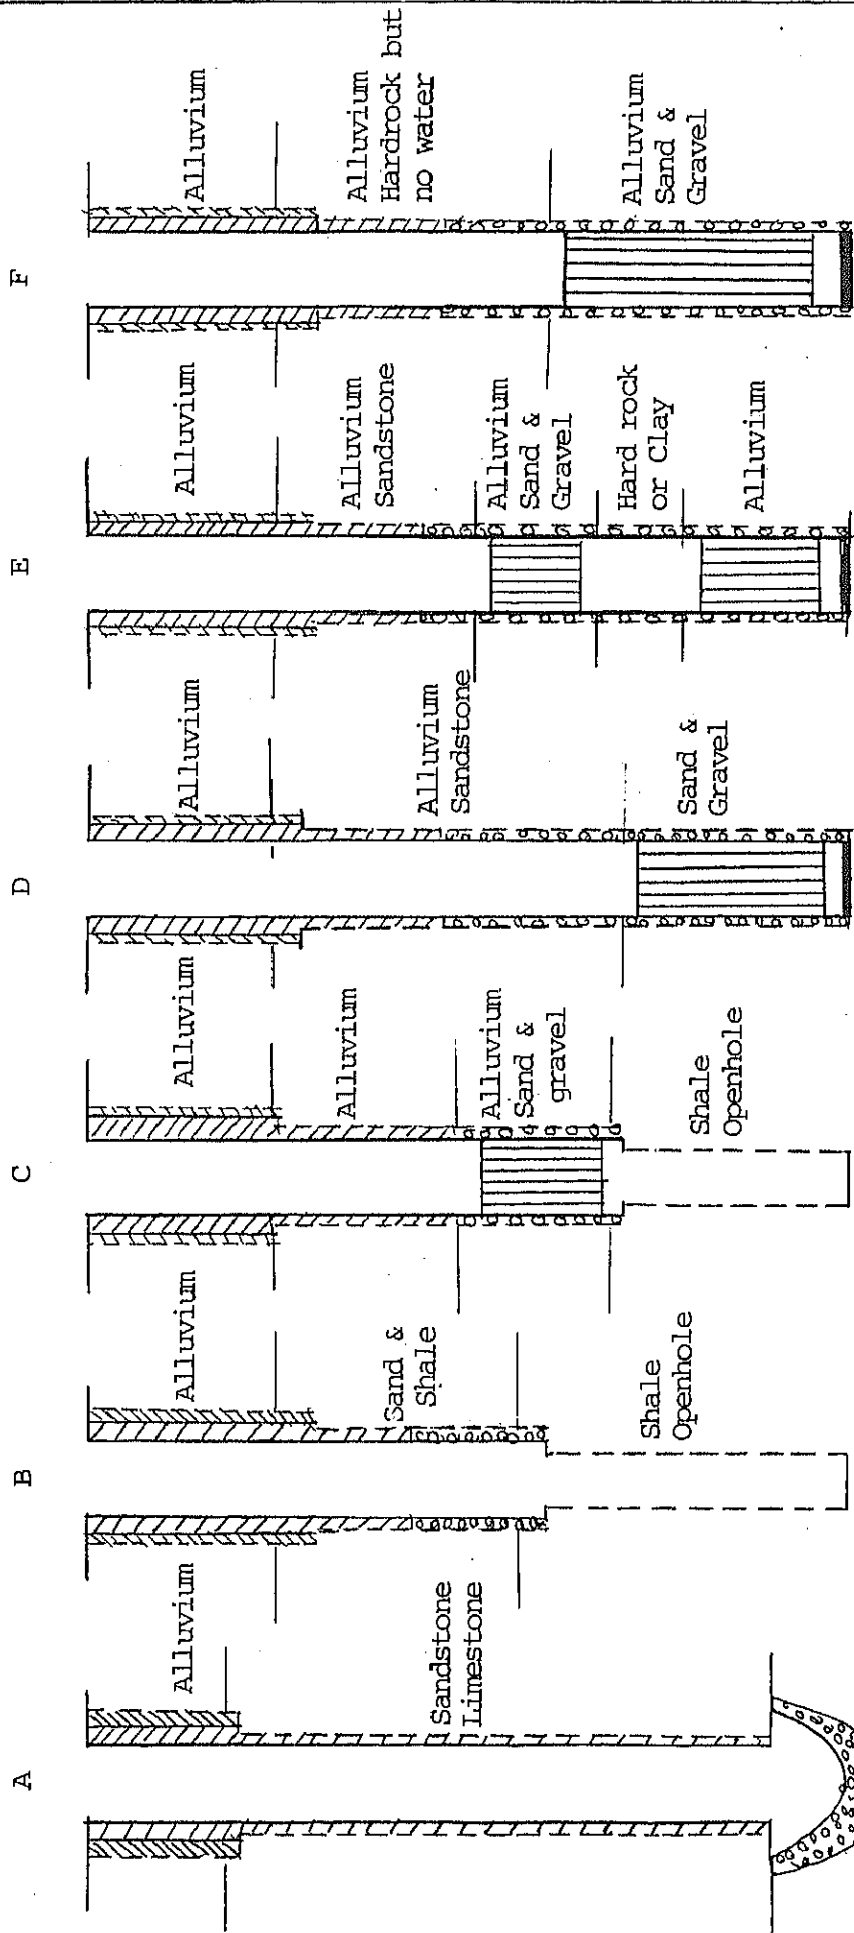 A
Alluvium
Sandstone
Limestone
B
Alluvium
Sand &
Shale
Shale
Openhole
C
Alluvium
Alluvium
Alluvium
Sand &
gravel
Shale
Openhole
D
Alluvium
Alluvium
Sandstone
Sand &
Gravel
E
Alluvium
Alluvium
Sandstone
Alluvium
Sand &
Gravel
Hard rock
or Clay
Alluvium
F
Alluvium
Alluvium
Hardrock but
no water
Alluvium
Sand &
Gravel